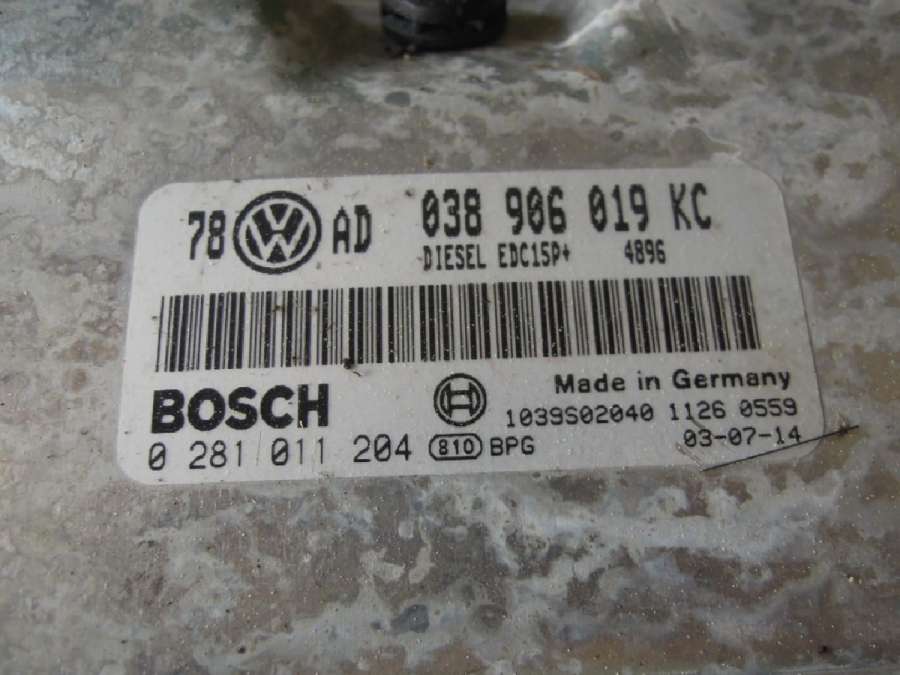 78 VW AD 038 906 019 KC
DIESEL EDC15P+ 4896
BOSCH
Made in Germany
1039S02040 1126 0559
0 281 011 204 810 BPG
03-07-14